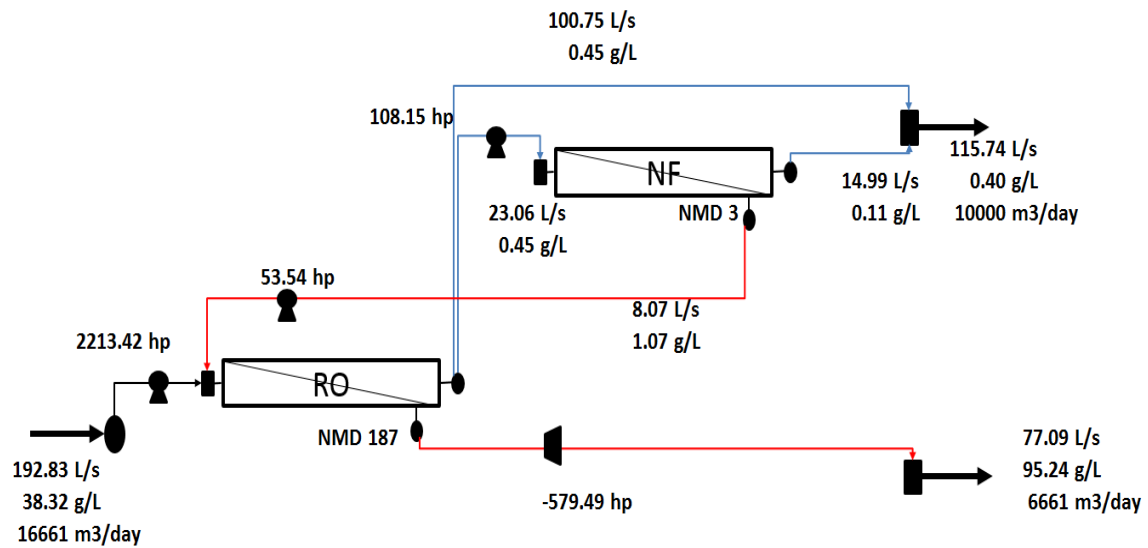 100.75 L/s
0.45 g/L
108.15 hp
NF
115.74 L/s
0.40 g/L
10000 m3/day
14.99 L/s
0.11 g/L
23.06 L/s
0.45 g/L
NMD 3
53.54 hp
8.07 L/s
1.07 g/L
2213.42 hp
RO
NMD 187
192.83 L/s
38.32 g/L
16661 m3/day
-579.49 hp
77.09 L/s
95.24 g/L
6661 m3/day